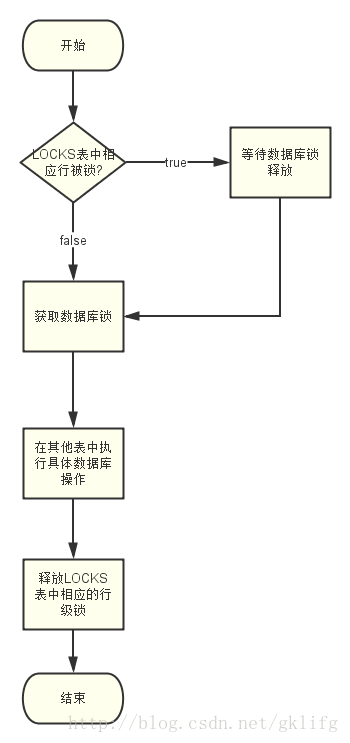 开始
LOCKS表中相
应行被锁?
true
等待数据库锁
释放
false
获取数据库锁
在其他表中执
行具体数据库
操作
释放LOCKS
表中相应的行
级锁
结束
http://blog.csdn.net/gklifg